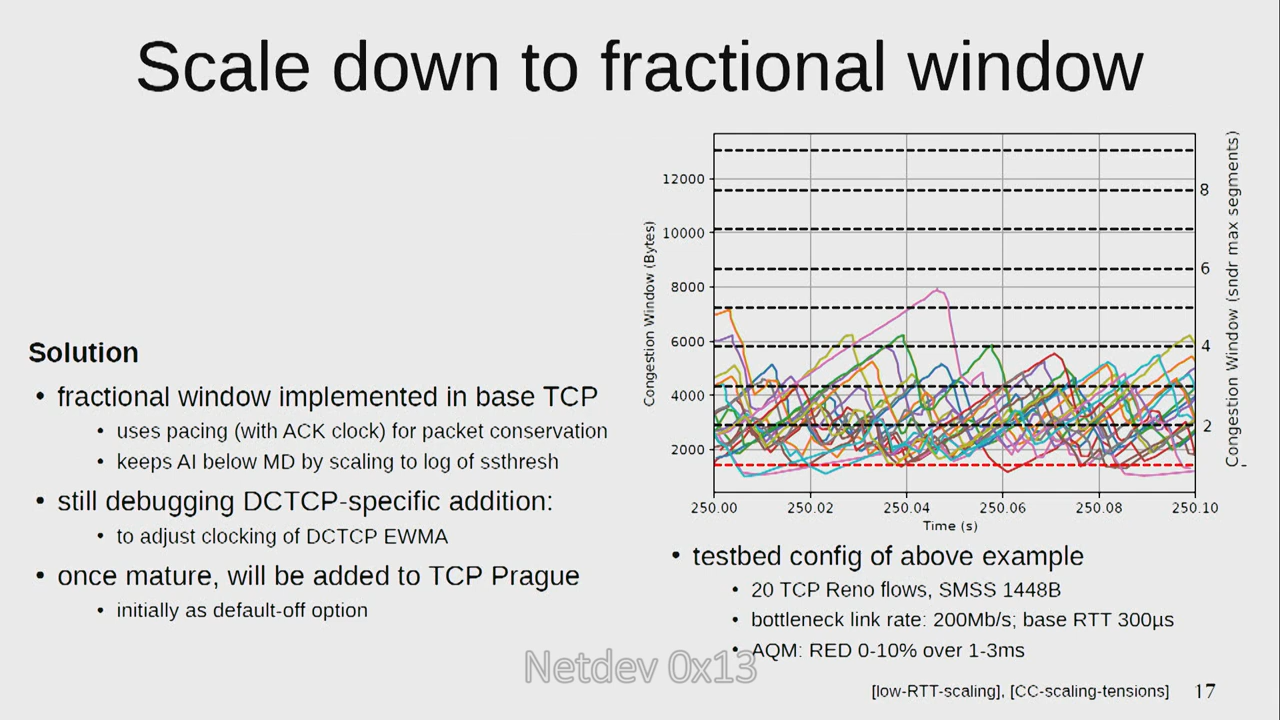 Scale down to fractional window
Solution
• fractional window implemented in base TCP
• uses pacing (with ACK clock) for packet conservation
• keeps AI below MD by scaling to log of ssthresh
• still debugging DCTCP-specific addition:
• to adjust clocking of DCTCP EWMA
• once mature, will be added to TCP Prague
• initially as default-off option
Congestion Window (Bytes)
12000
10000
8000
6000
4000
2000
250.00 250.02 250.04 250.06 250.08 250.10
Time (s)
8
6
4
2
Congestion Window (sndr max segments)
• testbed config of above example
• 20 TCP Reno flows, SMSS 1448B
• bottleneck link rate: 200Mb/s; base RTT 300µs
• AQM: RED 0-10% over 1-3ms
Netdev 0x13
[low-RTT-scaling], [CC-scaling-tensions] 17